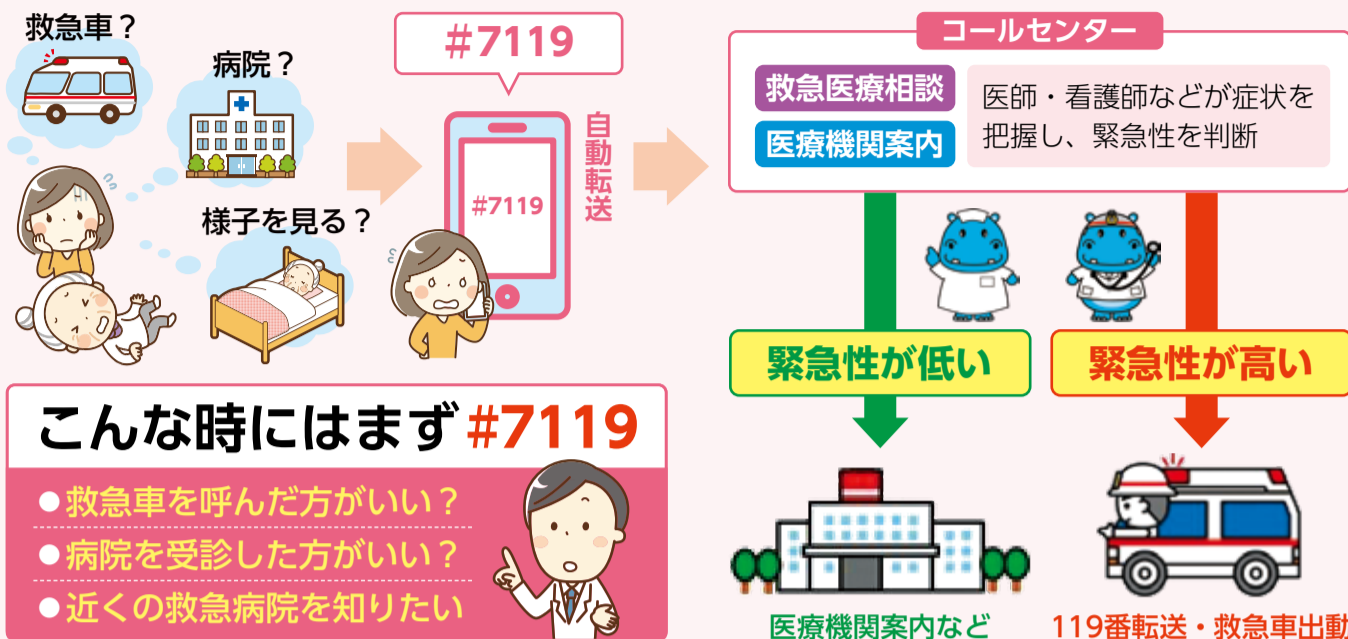 救急車？
病院？
様子を見る？
#7119
#7119
自動転送
コールセンター
救急医療相談
医療機関案内
医師・看護師などが症状を
把握し、緊急性を判断
緊急性が低い
緊急性が高い
医療機関案内など
119番転送・救急車出動
こんな時にはまず#7119
●救急車を呼んだ方がいい？
●病院を受診した方がいい？
●近くの救急病院を知りたい